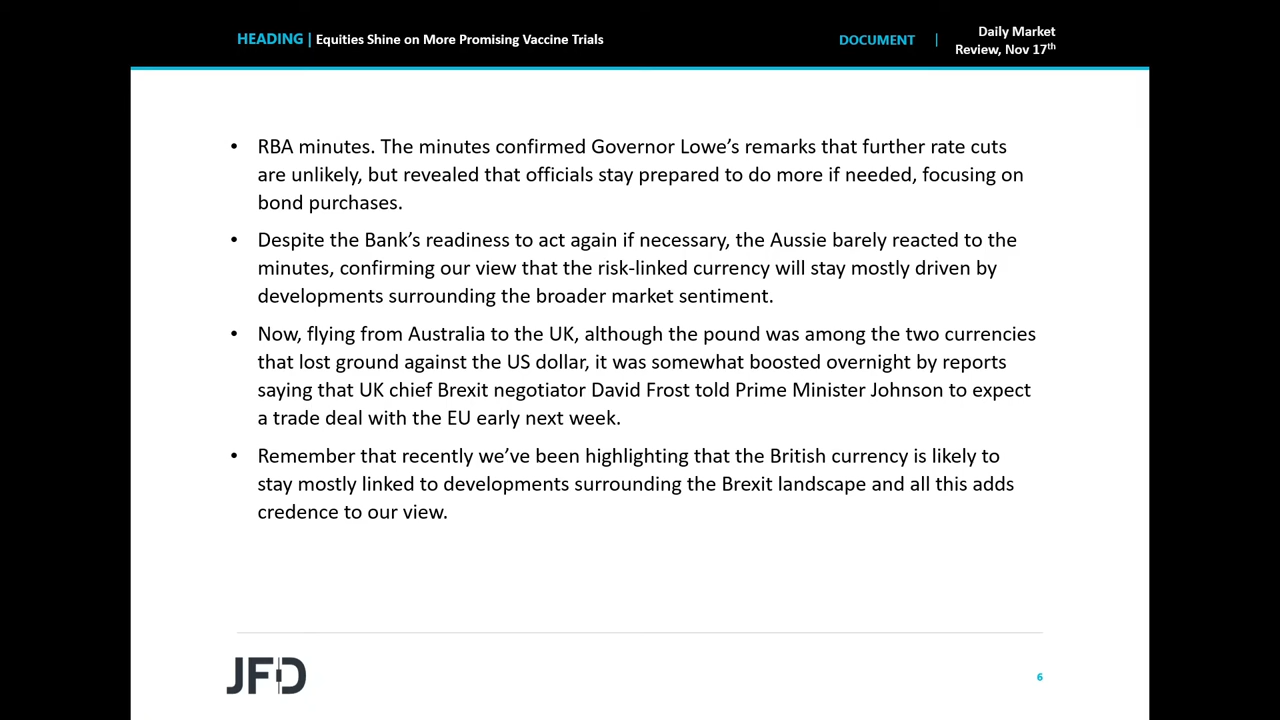 HEADING | Equities Shine on More Promising Vaccine Trials
DOCUMENT |
Daily Market
Review, Nov 17th
• RBA minutes. The minutes confirmed Governor Lowe’s remarks that further rate cuts
are unlikely, but revealed that officials stay prepared to do more if needed, focusing on
bond purchases.
• Despite the Bank’s readiness to act again if necessary, the Aussie barely reacted to the
minutes, confirming our view that the risk-linked currency will stay mostly driven by
developments surrounding the broader market sentiment.
• Now, flying from Australia to the UK, although the pound was among the two currencies
that lost ground against the US dollar, it was somewhat boosted overnight by reports
saying that UK chief Brexit negotiator David Frost told Prime Minister Johnson to expect
a trade deal with the EU early next week.
• Remember that recently we’ve been highlighting that the British currency is likely to
stay mostly linked to developments surrounding the Brexit landscape and all this adds
credence to our view.
JFD
6